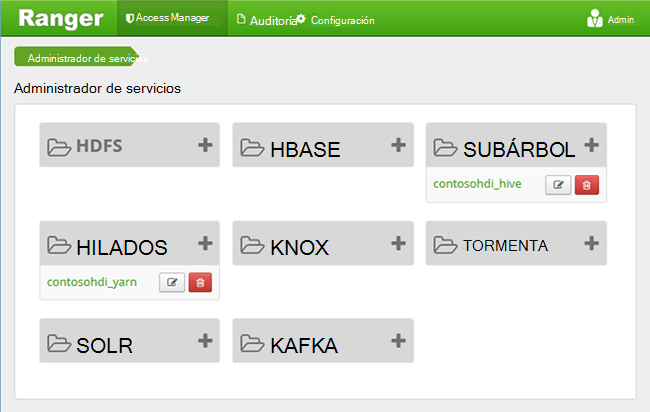 Ranger Access Manager Auditoría Configuración Admin
Administrador de servicios
Administrador de servicios
HDFS + HBASE + SUBÁRBOL +
contosohdi_hive
HILADOS + KNOX + TORMENTA +
contosohdi_yarn
SOLR + KAFKA +